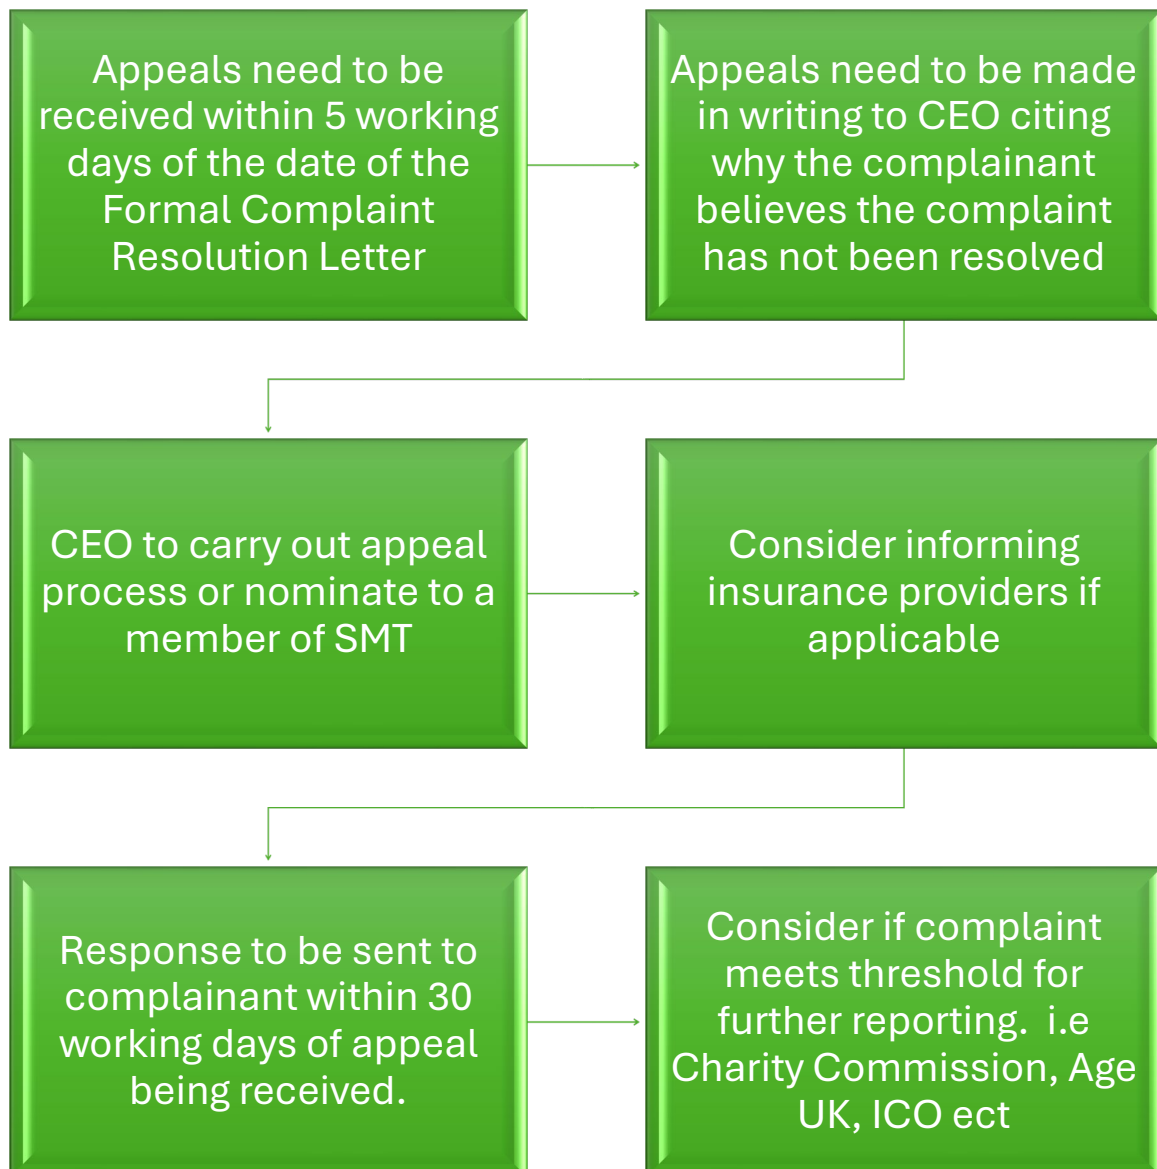 Appeals need to be
received within 5 working
days of the date of the
Formal Complaint
Resolution Letter
Appeals need to be made
in writing to CEO citing
why the complainant
believes the complaint
has not been resolved
CEO to carry out appeal
process or nominate to a
member of SMT
Consider informing
insurance providers if
applicable
Response to be sent to
complainant within 30
working days of appeal
being received.
Consider if complaint
meets threshold for
further reporting.  i.e
Charity Commission, Age
UK, ICO ect